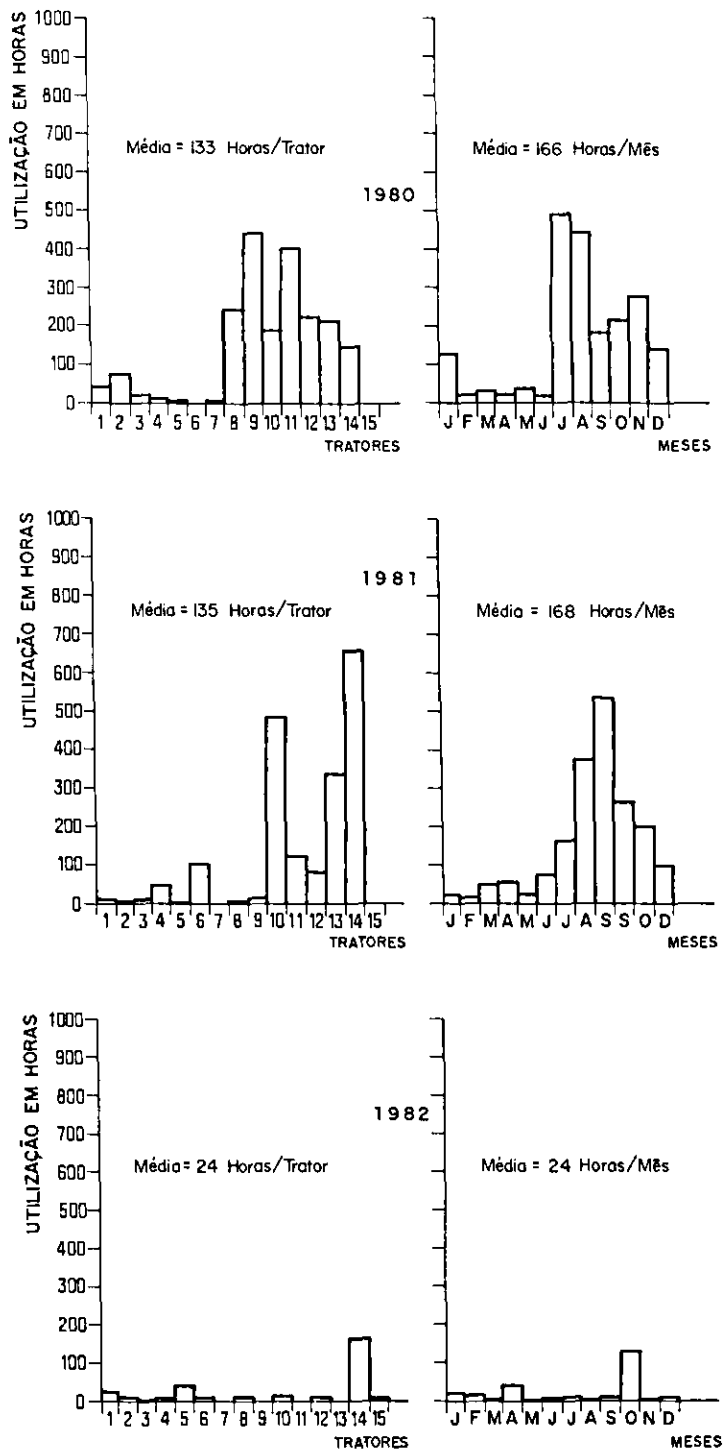 UTILIZAÇÃO EM HORAS
1000
900
800
700
600
500
400
300
200
100
0
Média = 133 Horas/Trator
1 2 3 4 5 6 7 8 9 10 11 12 13 14 15
TRATORES
1980
Média = 166 Horas/Mês
J F M A M J J A S O N D
MESES
UTILIZAÇÃO EM HORAS
1000
900
800
700
600
500
400
300
200
100
0
Média = 135 Horas/Trator
1 2 3 4 5 6 7 8 9 10 11 12 13 14 15
TRATORES
1981
Média = 168 Horas/Mês
J F M A M J J A S S O D
MESES
UTILIZAÇÃO EM HORAS
1000
900
800
700
600
500
400
300
200
100
0
Média = 24 Horas/Trator
1 2 3 4 5 6 7 8 9 10 11 12 13 14 15
TRATORES
1982
Média = 24 Horas/Mês
J F M A M J J A S O N D
MESES